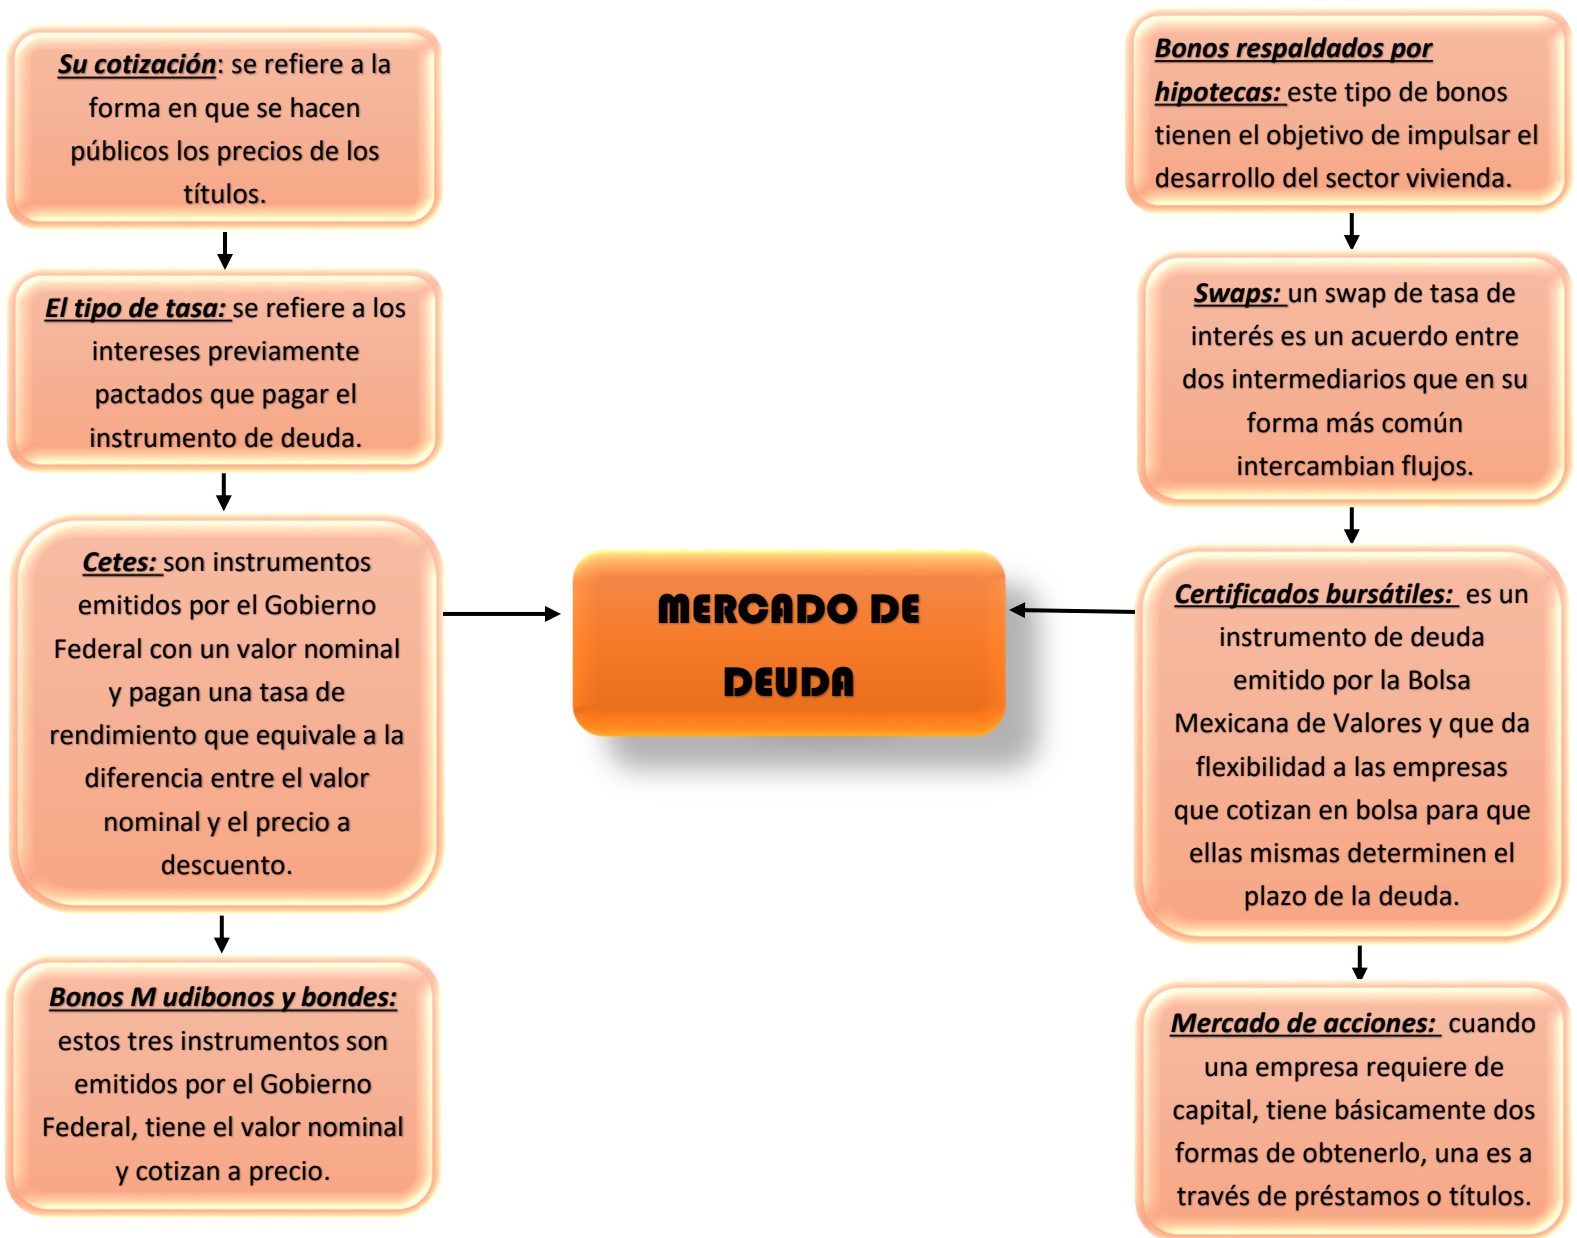 Su cotización: se refiere a la
forma en que se hacen
públicos los precios de los
títulos.
El tipo de tasa: se refiere a los
intereses previamente
pactados que pagar el
instrumento de deuda.
Cetes: son instrumentos
emitidos por el Gobierno
Federal con un valor nominal
y pagan una tasa de
rendimiento que equivale a la
diferencia entre el valor
nominal y el precio a
descuento.
Bonos M udibonos y bondes:
estos tres instrumentos son
emitidos por el Gobierno
Federal, tiene el valor nominal
y cotizan a precio.
MERCADO DE
DEUDA
Bonos respaldados por
hipotecas: este tipo de bonos
tienen el objetivo de impulsar el
desarrollo del sector vivienda.
Swaps: un swap de tasa de
interés es un acuerdo entre
dos intermediarios que en su
forma más común
intercambian flujos.
Certificados bursátiles: es un
instrumento de deuda
emitido por la Bolsa
Mexicana de Valores y que da
flexibilidad a las empresas
que cotizan en bolsa para que
ellas mismas determinen el
plazo de la deuda.
Mercado de acciones: cuando
una empresa requiere de
capital, tiene básicamente dos
formas de obtenerlo, una es a
través de préstamos o títulos.